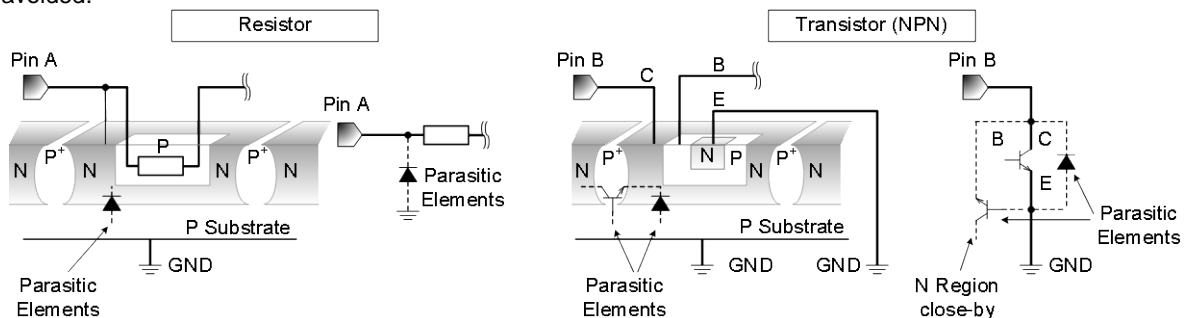 avoided.
Resistor
Transistor (NPN)
Pin A
Pin A
N
P+
N
P
N
P+
N
Parasitic
Elements
P Substrate
GND
Parasitic
Elements
Pin B
C
B
E
N
P+
N
N
P
N
P+
N
P Substrate
GND
GND
Parasitic
Elements
Pin B
B
C
E
Parasitic
Elements
GND
N Region
close-by